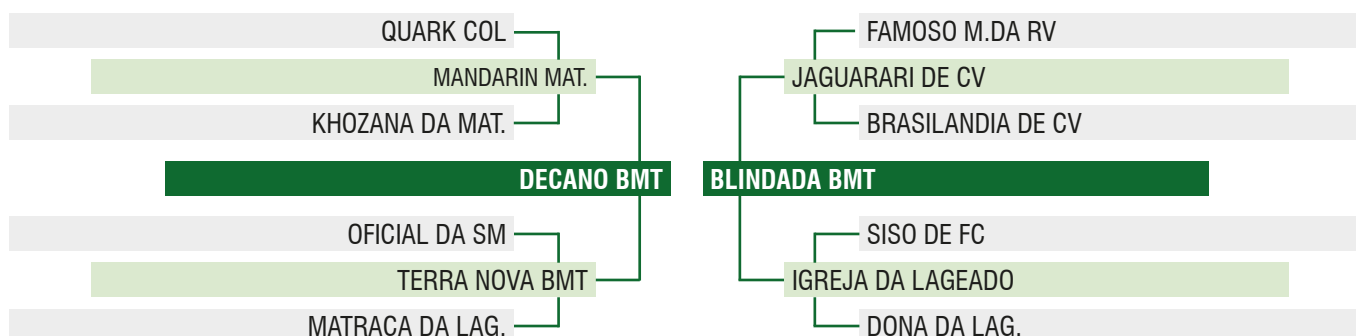 QUARK COL
FAMOSO M.DA RV
MANDARIN MAT.
JAGUARARI DE CV
KHOZANA DA MAT.
BRASILANDIA DE CV
DECANO BMT
BLINDADA BMT
OFICIAL DA SM
SISO DE FC
TERRA NOVA BMT
IGREJA DA LAGEADO
MATRACA DA LAG.
DONA DA LAG.